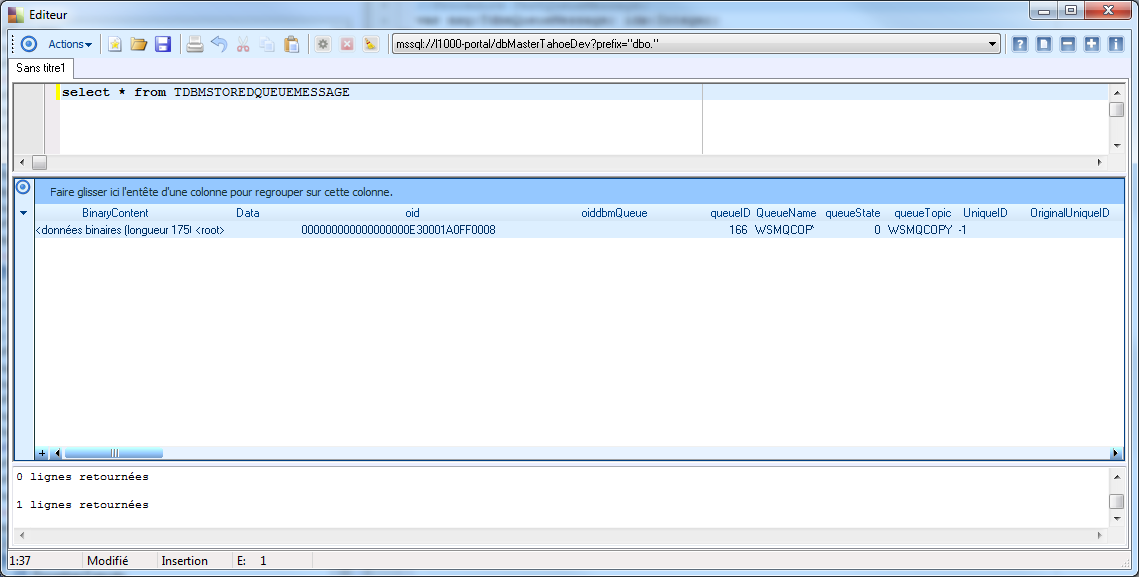 Editeur
Actions
mssql://l1000-portal/dbMasterTahoeDev?prefix="dbo."
Sans titre1
select * from TDBMSTOREDQUEUEMESSAGE
Faire glisser ici l'entête d'une colonne pour regrouper sur cette colonne.
BinaryContent Data oid oiddbmQueue queueID QueueName queueState queueTopic UniqueID OriginalUniqueID
<données binaires (longueur 175 <root> 000000000000000000E30001A0FF0008 166 WSMQCOPY 0 WSMQCOPY -1
0 lignes retournées
1 lignes retournées
1:37 Modifié Insertion E: 1